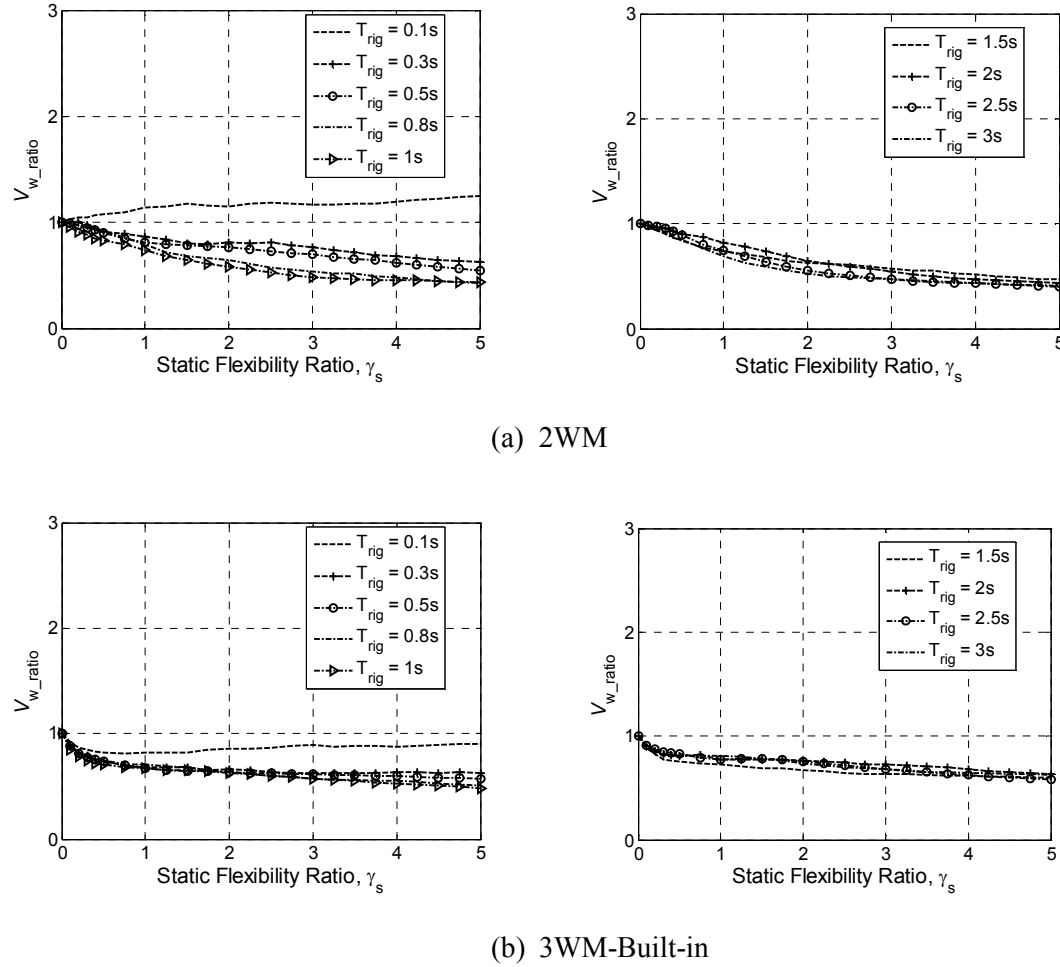 3
2
1
0
V_w_ratio
0 1 2 3 4 5
Static Flexibility Ratio, γ_s
T_rig = 0.1s
T_rig = 0.3s
T_rig = 0.5s
T_rig = 0.8s
T_rig = 1s
3
2
1
0
V_w_ratio
0 1 2 3 4 5
Static Flexibility Ratio, γ_s
T_rig = 1.5s
T_rig = 2s
T_rig = 2.5s
T_rig = 3s
(a) 2WM
3
2
1
0
V_w_ratio
0 1 2 3 4 5
Static Flexibility Ratio, γ_s
T_rig = 0.1s
T_rig = 0.3s
T_rig = 0.5s
T_rig = 0.8s
T_rig = 1s
3
2
1
0
V_w_ratio
0 1 2 3 4 5
Static Flexibility Ratio, γ_s
T_rig = 1.5s
T_rig = 2s
T_rig = 2.5s
T_rig = 3s
(b) 3WM-Built-in